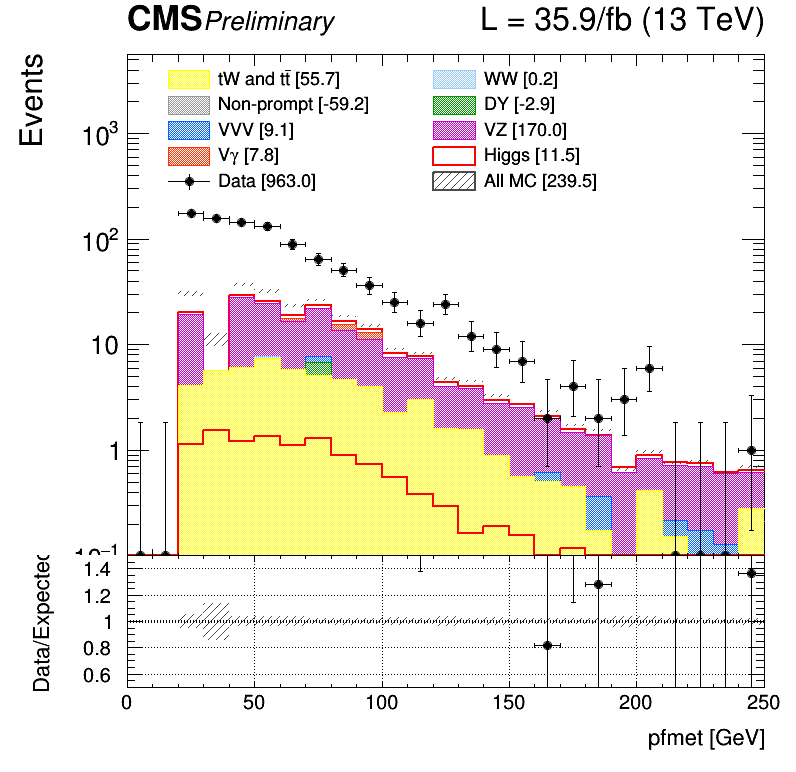 CMS Preliminary L = 35.9/fb (13 TeV)
Events
tW and tt̄ [55.7] WW [0.2]
Non-prompt [-59.2] DY [-2.9]
VVV [9.1] VZ [170.0]
Vγ [7.8] Higgs [11.5]
Data [963.0] All MC [239.5]
10³
10²
10
1
10⁻¹
Data/Expected
1.4
1.2
1
0.8
0.6
0 50 100 150 200 250
pfmet [GeV]